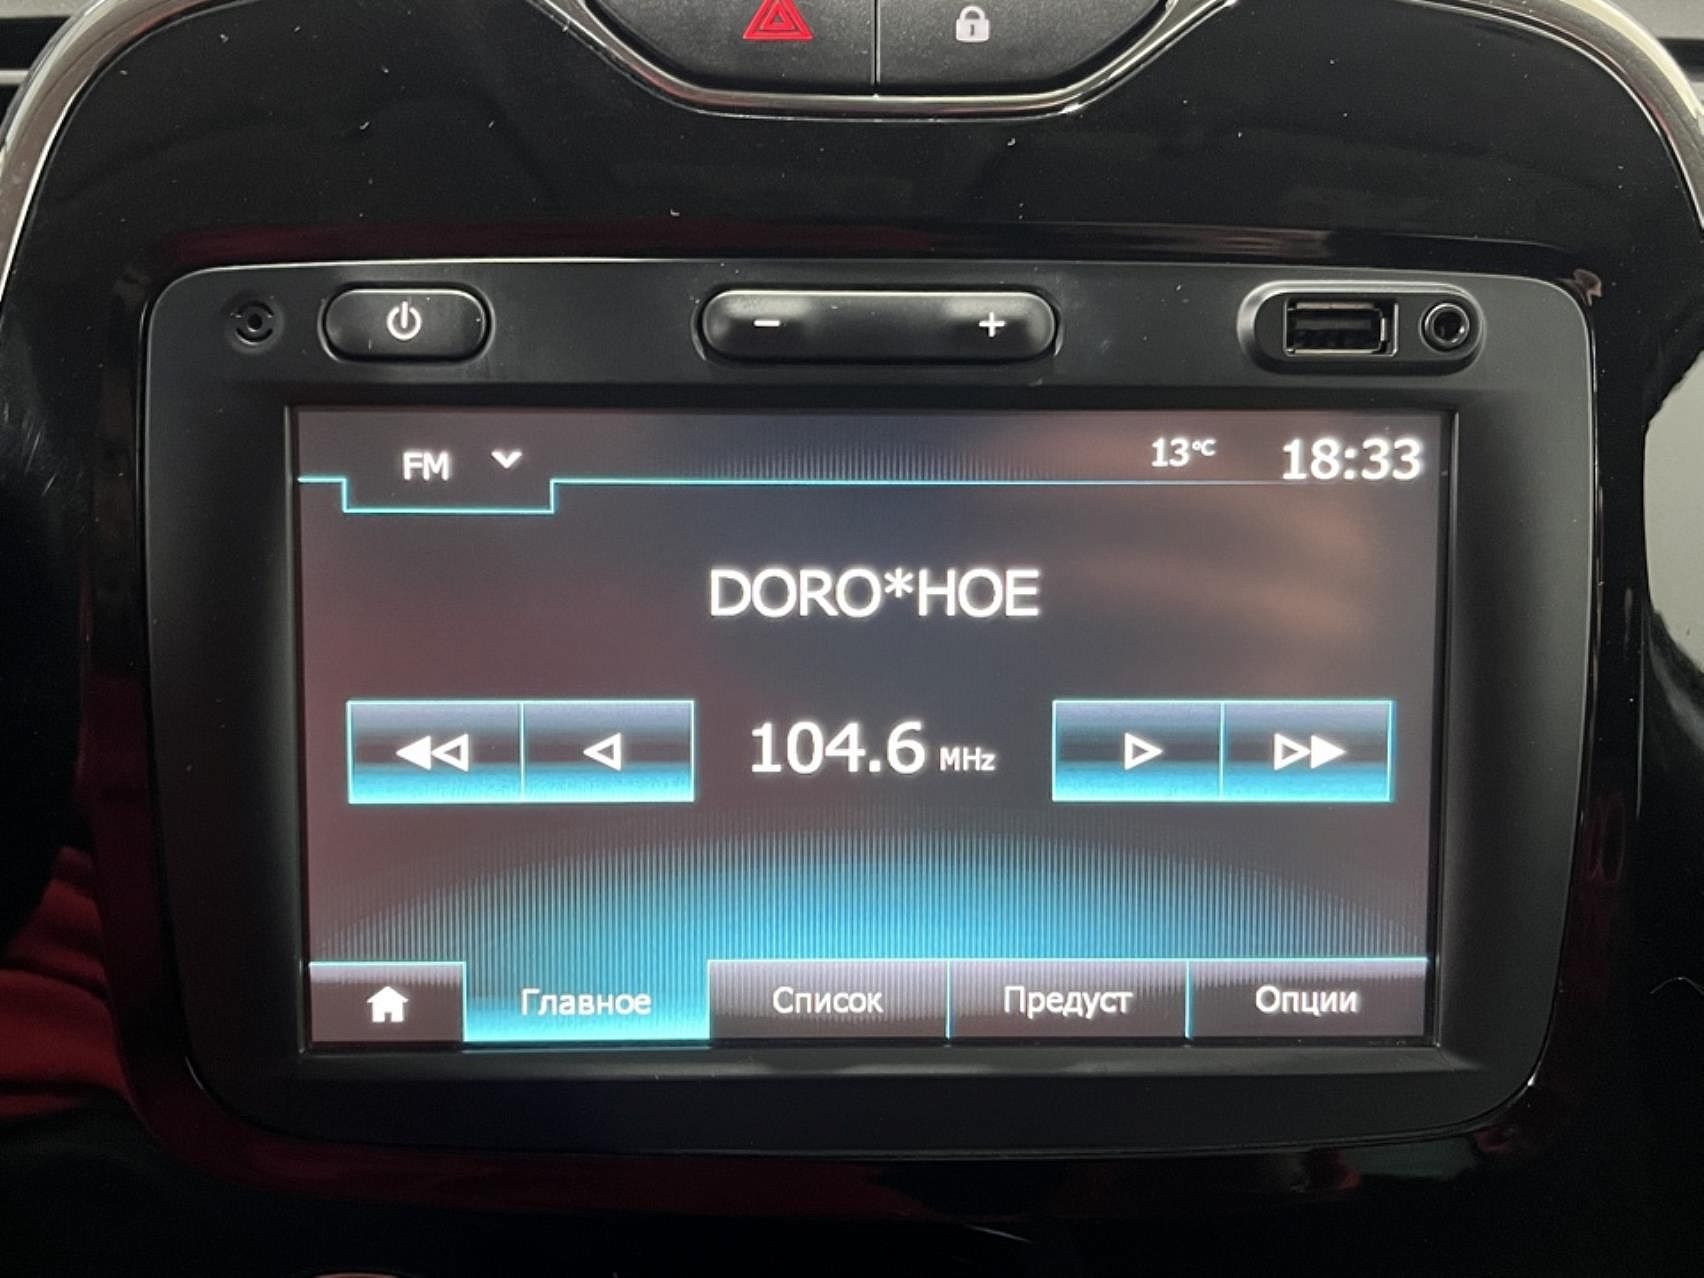 FM 13°C 18:33
DORO*HOE
104.6 MHz
Главное Список Предуст Опции